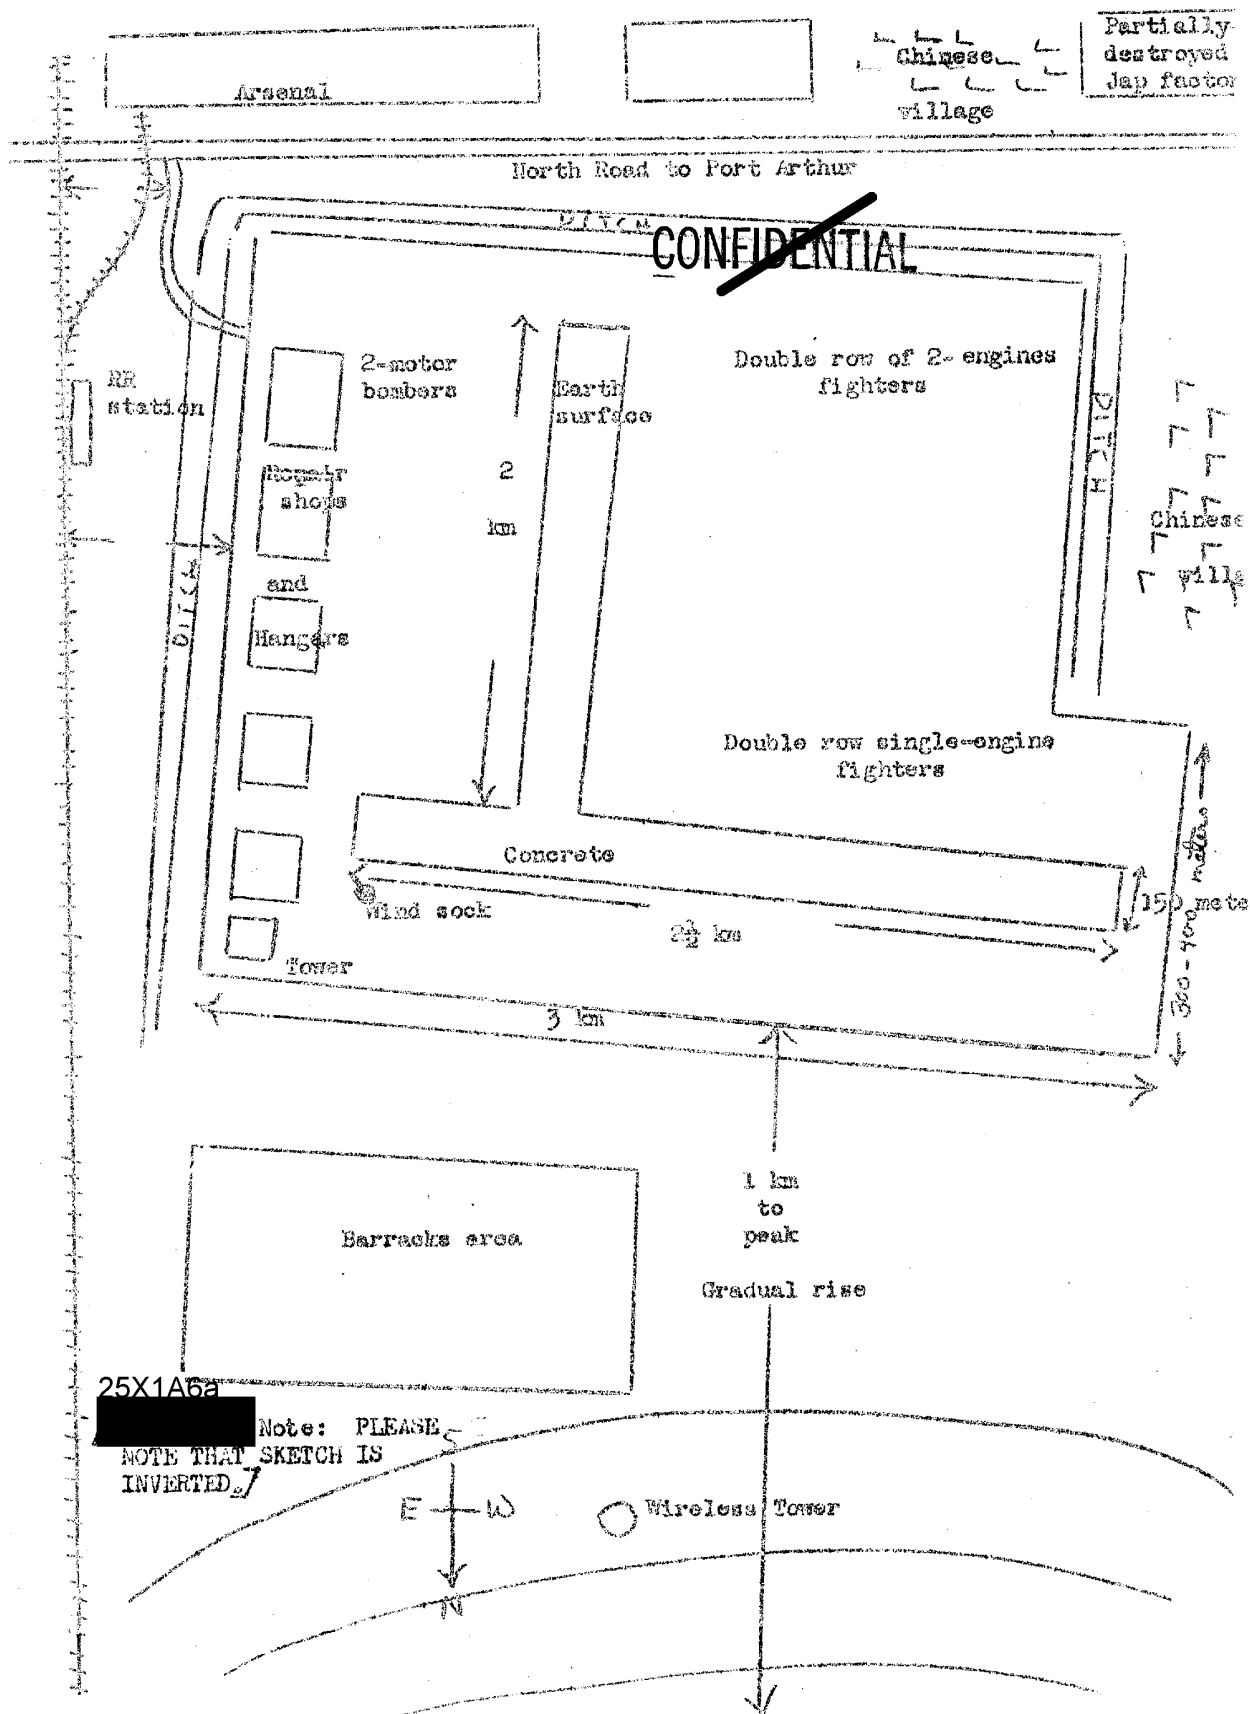 Partially
destroyed
Jap factor
Chinese
village
Arsenal
North Road to Port Arthur
DITCH
CONFIDENTIAL
2-motor
bombers
Double row of 2- engines
fighters
RR
station
Earth
surface
DITCH
Repair
shops
2
km
Chinese
villa
and
DITCH
Hangars
Double row single-engine
fighters
Concrete
300-400 meters
150 mete
Wind sock
2½ km
Tower
3 km
1 km
to
peak
Barracks area
Gradual rise
25X1A6a
Note: PLEASE
NOTE THAT SKETCH IS
INVERTED.]
S
E W
Wireless Tower
N